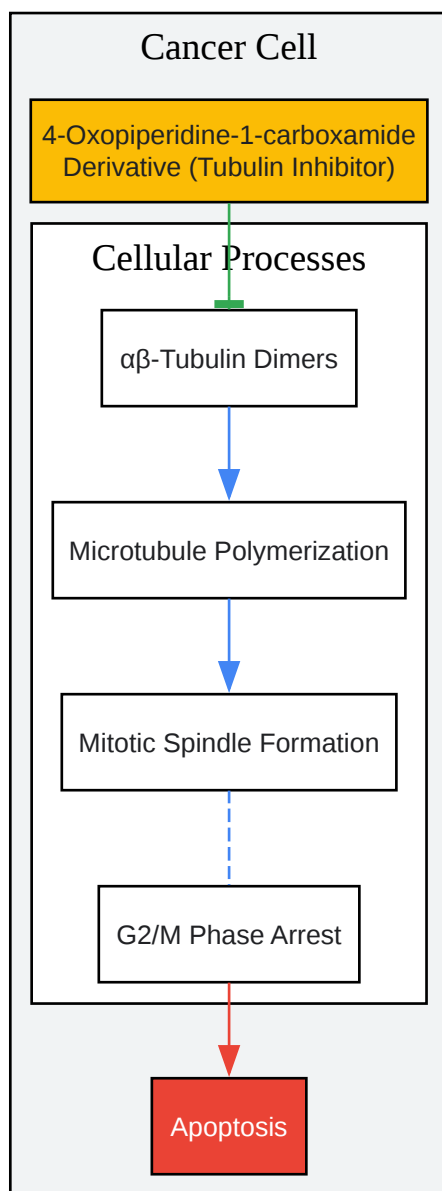 Cancer Cell
4-Oxopiperidine-1-carboxamide
Derivative (Tubulin Inhibitor)
Cellular Processes
αβ-Tubulin Dimers
Microtubule Polymerization
Mitotic Spindle Formation
G2/M Phase Arrest
Apoptosis